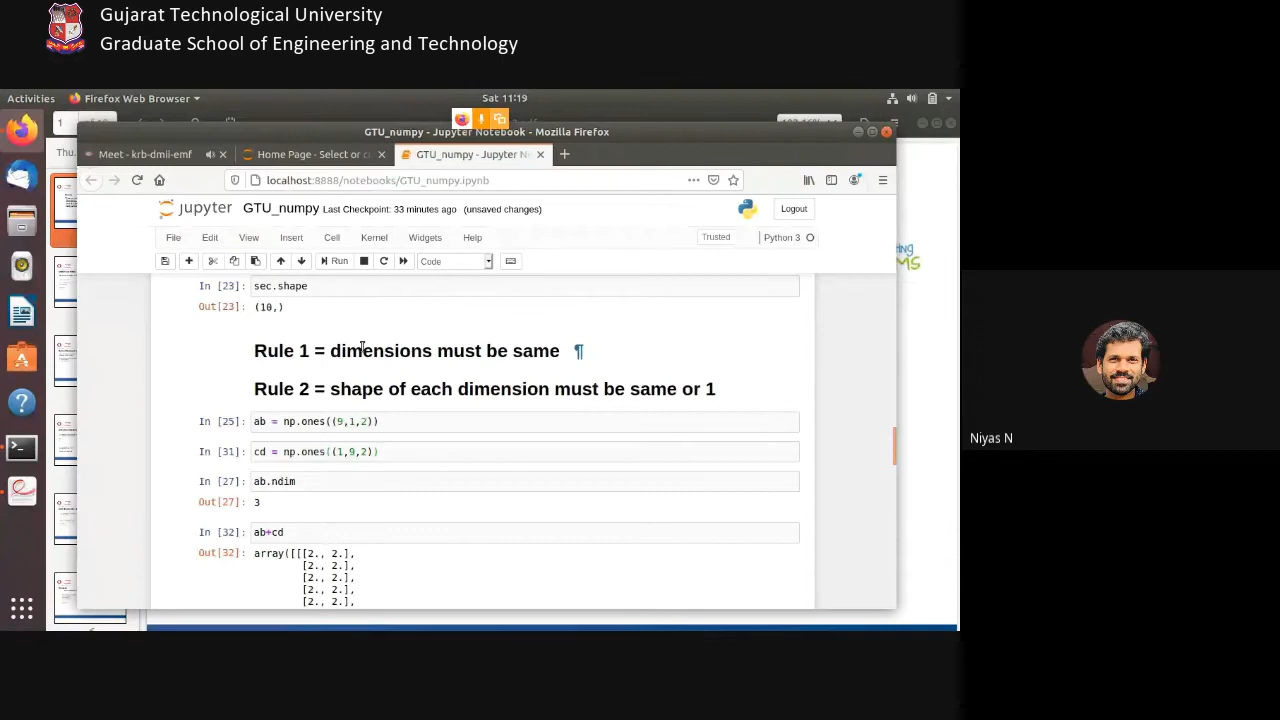 Gujarat Technological University
Graduate School of Engineering and Technology
Activities
Firefox Web Browser
Sat 11:19
1
GTU_numpy - Jupyter Notebook - Mozilla Firefox
Thu
Meet - krb-dmii-emf
Home Page - Select or c
GTU_numpy - Jupyter N
localhost:8888/notebooks/GTU_numpy.ipynb
jupyter GTU_numpy Last Checkpoint: 33 minutes ago (unsaved changes)
Logout
File Edit View Insert Cell Kernel Widgets Help
Trusted
Python 3
Run
Code
In [23]: sec.shape
Out[23]: (10,)
Rule 1 = dimensions must be same ¶
Rule 2 = shape of each dimension must be same or 1
In [25]: ab = np.ones((9,1,2))
In [31]: cd = np.ones((1,9,2))
In [27]: ab.ndim
Out[27]: 3
In [32]: ab+cd
Out[32]: array([[[2., 2.],
[2., 2.],
[2., 2.],
[2., 2.],
[2., 2.],
Niyas N